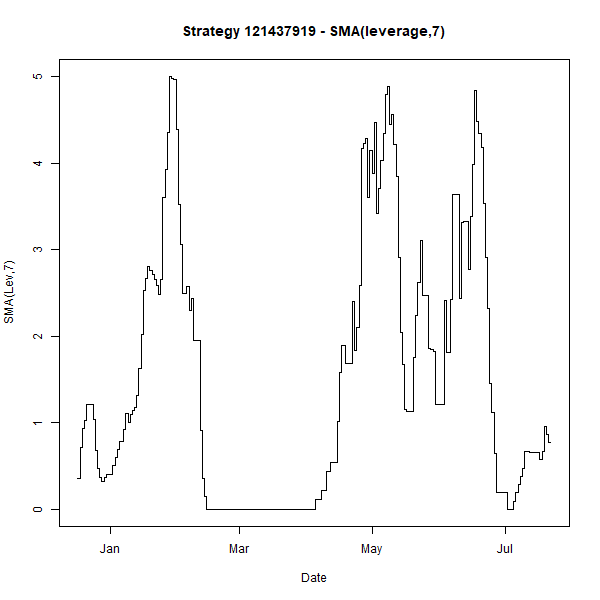 Strategy 121437919 - SMA(leverage,7)
SMA(Lev,7)
5
4
3
2
1
0
Jan
Mar
May
Jul
Date